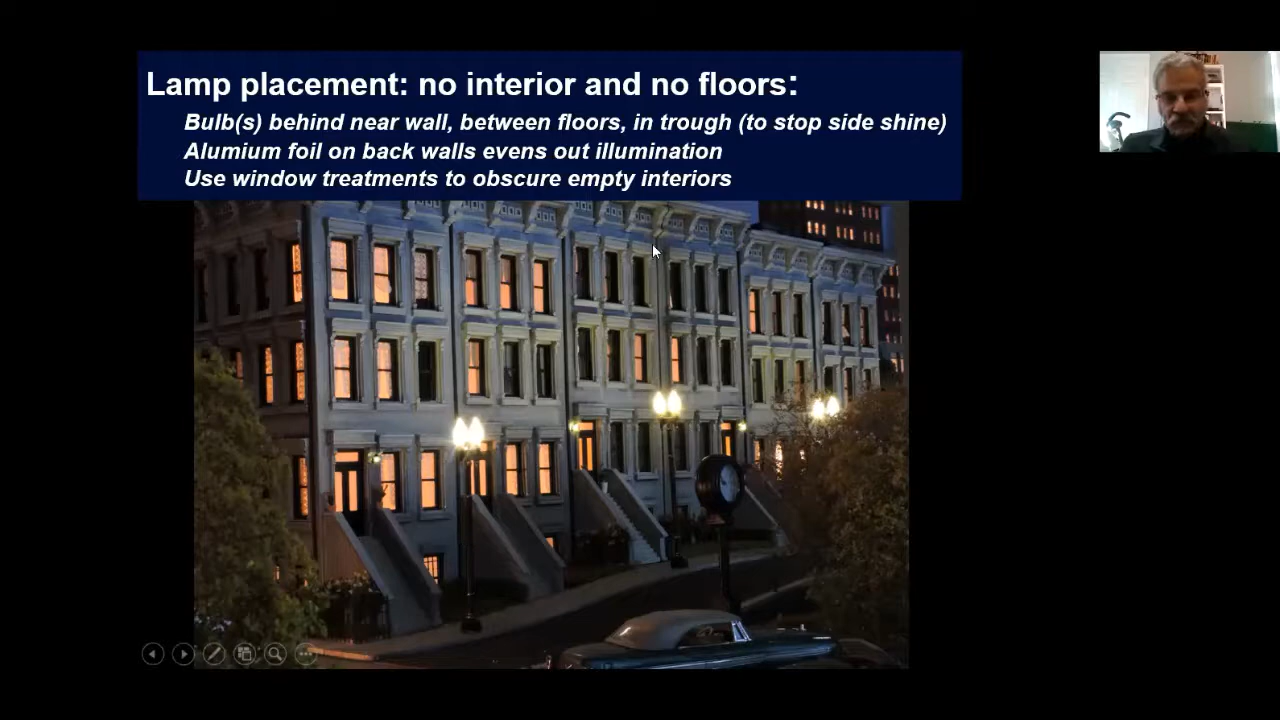 Lamp placement: no interior and no floors:
Bulb(s) behind near wall, between floors, in trough (to stop side shine)
Alumium foil on back walls evens out illumination
Use window treatments to obscure empty interiors